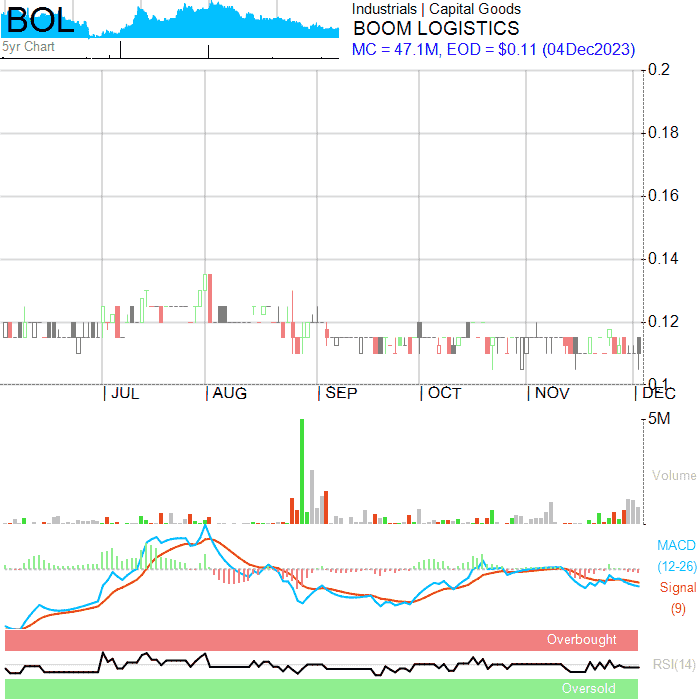 BOL
5yr Chart
Industrials | Capital Goods
BOOM LOGISTICS
MC = 47.1M, EOD = $0.11 (04Dec2023)
0.2
0.18
0.16
0.14
0.12
0.1
JUL
AUG
SEP
OCT
NOV
DEC
5M
Volume
MACD
(12-26)
Signal
(9)
Overbought
RSI(14)
Oversold